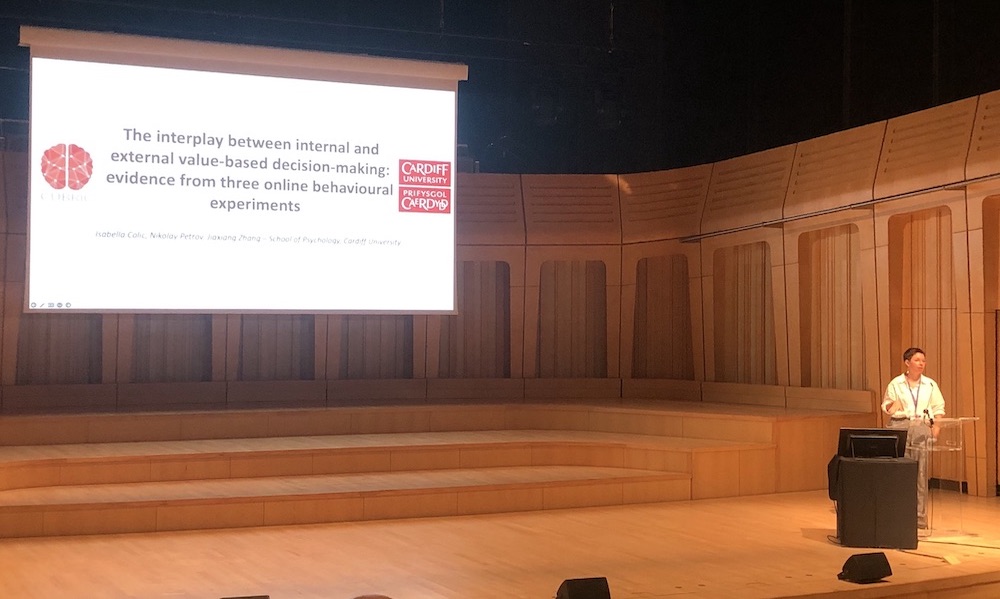 The interplay between internal and
external value-based decision-making:
evidence from three online behavioural
experiments
CARDIFF
UNIVERSITY
PRIFYSGOL
CAERDYDD
Isabella Colic, Nikolay Petrov, Jiaxiang Zhang – School of Psychology, Cardiff University